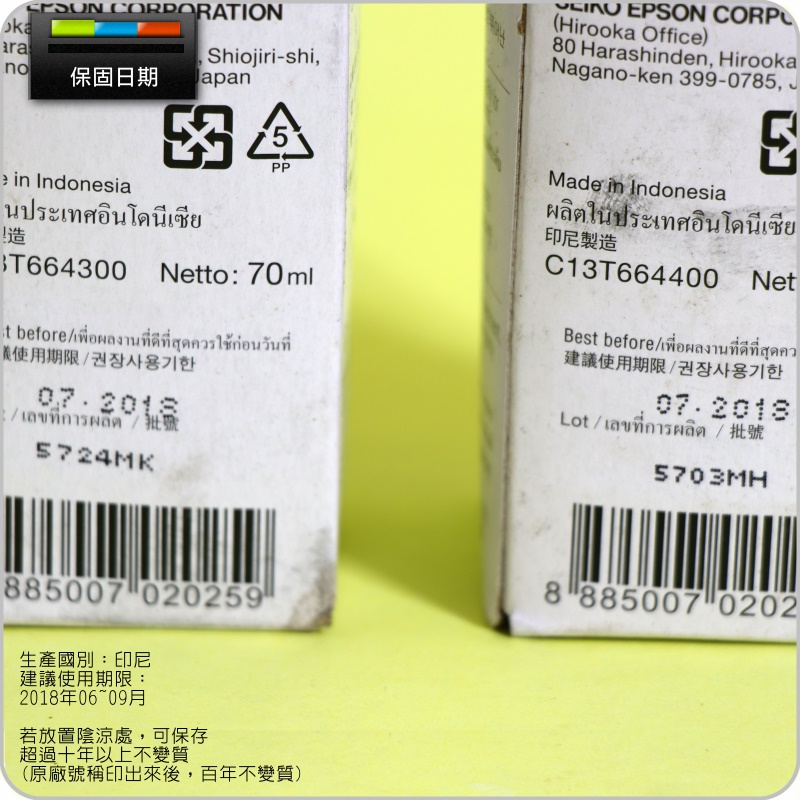 EPSON CORPORATION
保固日期
Shiojiri-shi,
Japan
5
PP
in Indonesia
ในประเทศอินโดนีเซีย
造
3T664300 Netto: 70 ml
before/เพื่อผลงานที่ดีที่สุดควรใช้ก่อนวันที่
議使用期限/권장사용기한
07. 2018
/ เลขที่การผลิต / 批號
5724MK
885007 020259
SEIKO EPSON CORPO
(Hirooka Office)
80 Harashinden, Hirooka
Nagano-ken 399-0785, J
Made in Indonesia
ผลิตในประเทศอินโดนีเซีย
印尼製造
C13T664400 Net
Best before/เพื่อผลงานที่ดีที่สุดคว
建議使用期限/권장사용기한
07. 2018
Lot / เลขที่การผลิต / 批號
5703MH
8 885007 0202
生產國別：印尼
建議使用期限：
2018年06~09月
若放置陰涼處，可保存
超過十年以上不變質
(原廠號稱印出來後，百年不變質)